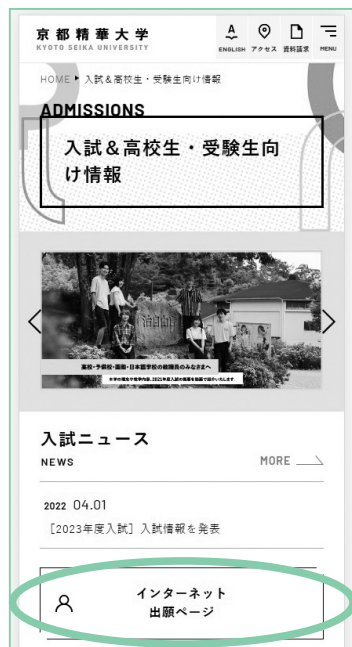 京都精華大学
KYOTO SEIKA UNIVERSITY
ENGLISH アクセス 資料請求 MENU
HOME ▶ 入試&高校生・受験生向け情報
ADMISSIONS
入試&高校生・受験生向
け情報
高校・予備校・画塾・日本語学校の教職員のみなさまへ
入試ニュース
NEWS
MORE
2022 04.01
［2023年度入試］入試情報を発表
インターネット
出願ページ